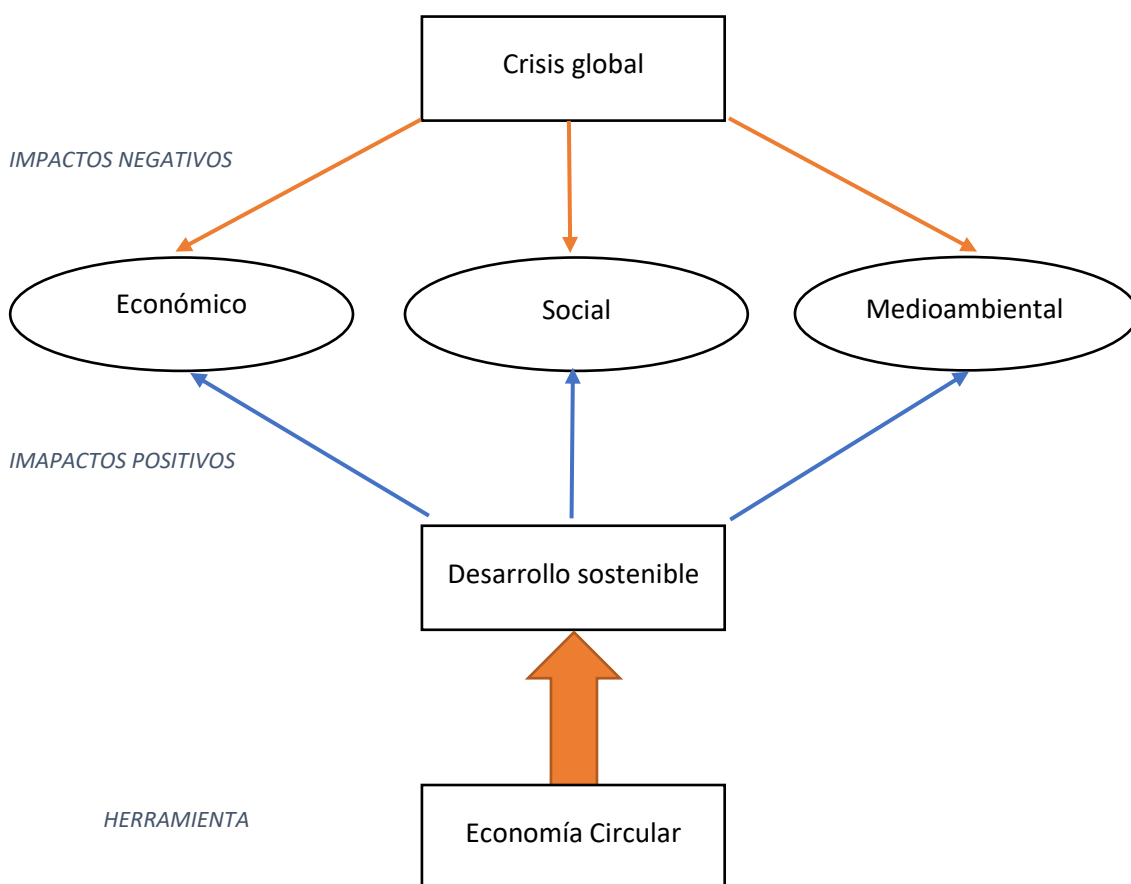 Crisis global
IMPACTOS NEGATIVOS
Económico
Social
Medioambiental
IMAPACTOS POSITIVOS
Desarrollo sostenible
HERRAMIENTA
Economía Circular